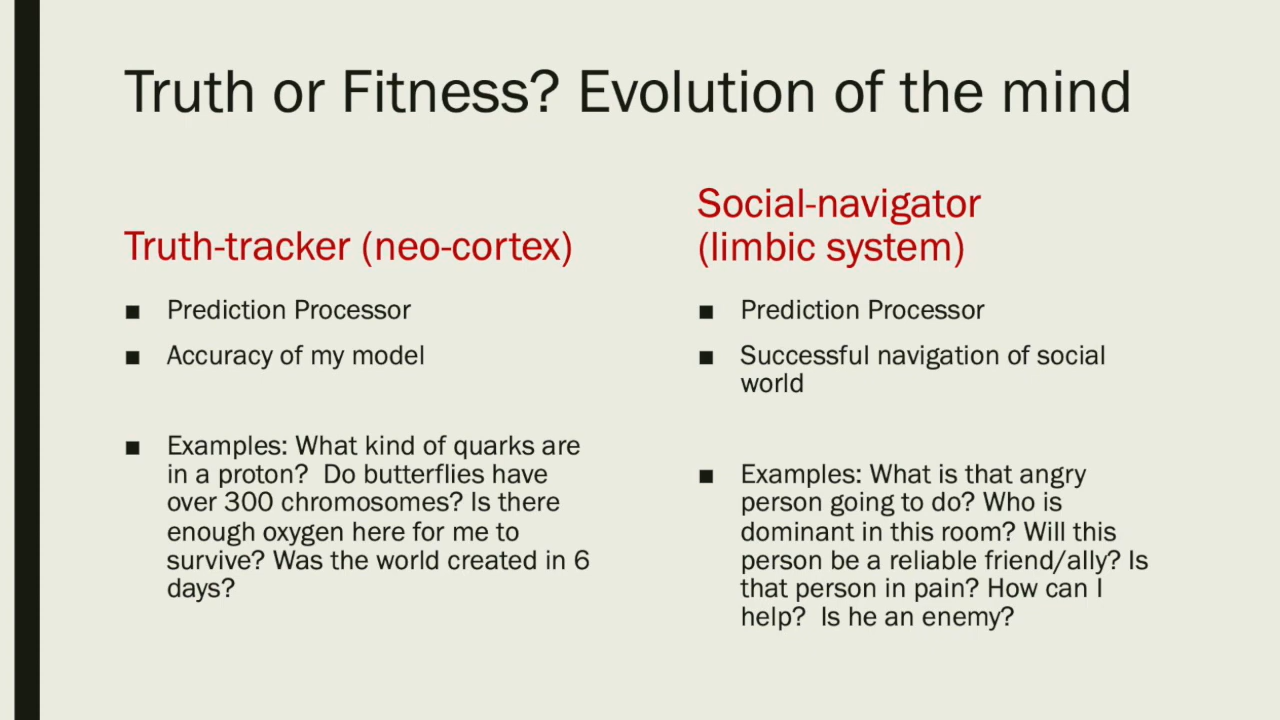 Truth or Fitness? Evolution of the mind
Truth-tracker (neo-cortex)
■ Prediction Processor
■ Accuracy of my model
■ Examples: What kind of quarks are
in a proton?  Do butterflies have
over 300 chromosomes? Is there
enough oxygen here for me to
survive? Was the world created in 6
days?
Social-navigator
(limbic system)
■ Prediction Processor
■ Successful navigation of social
world
■ Examples: What is that angry
person going to do? Who is
dominant in this room? Will this
person be a reliable friend/ally? Is
that person in pain? How can I
help?  Is he an enemy?